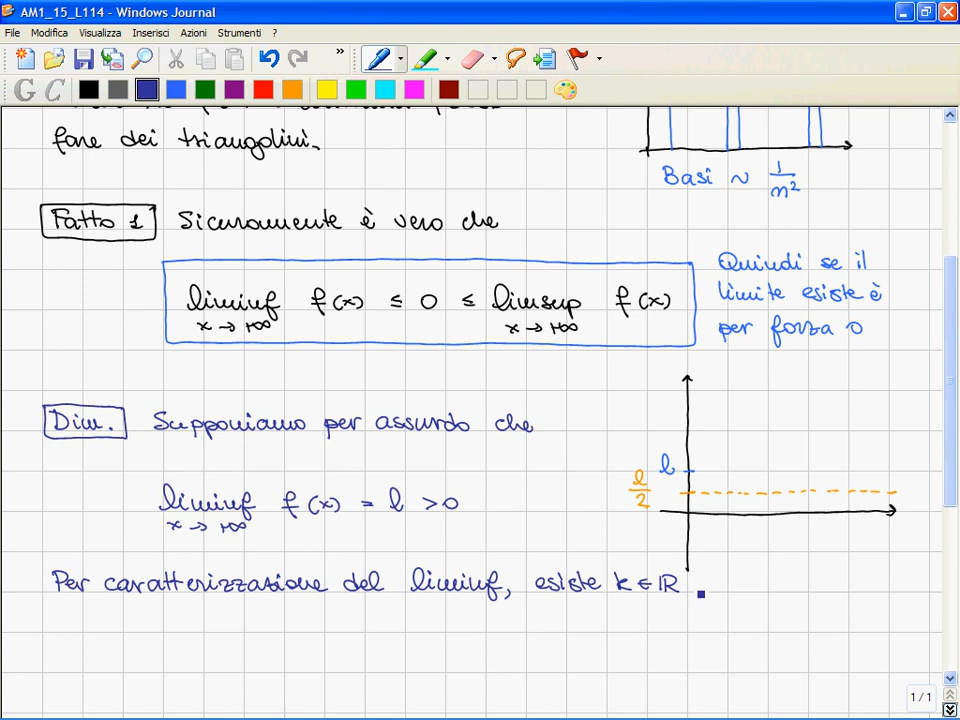 AM1_15_L114 - Windows Journal
File Modifica Visualizza Inserisci Azioni Strumenti ?
fare dei triangolini.
Basi ~ 1/n²
Fatto 1 Sicuramente è vero che
liminf f(x) ≤ 0 ≤ limsup f(x)
x → +∞ x → +∞
Quindi se il
limite esiste è
per forza 0
Dim. Supponiamo per assurdo che
l
l/2
liminf f(x) = l > 0
x → +∞
Per caratterizzazione del liminf, esiste k ∈ ℝ
1 / 1